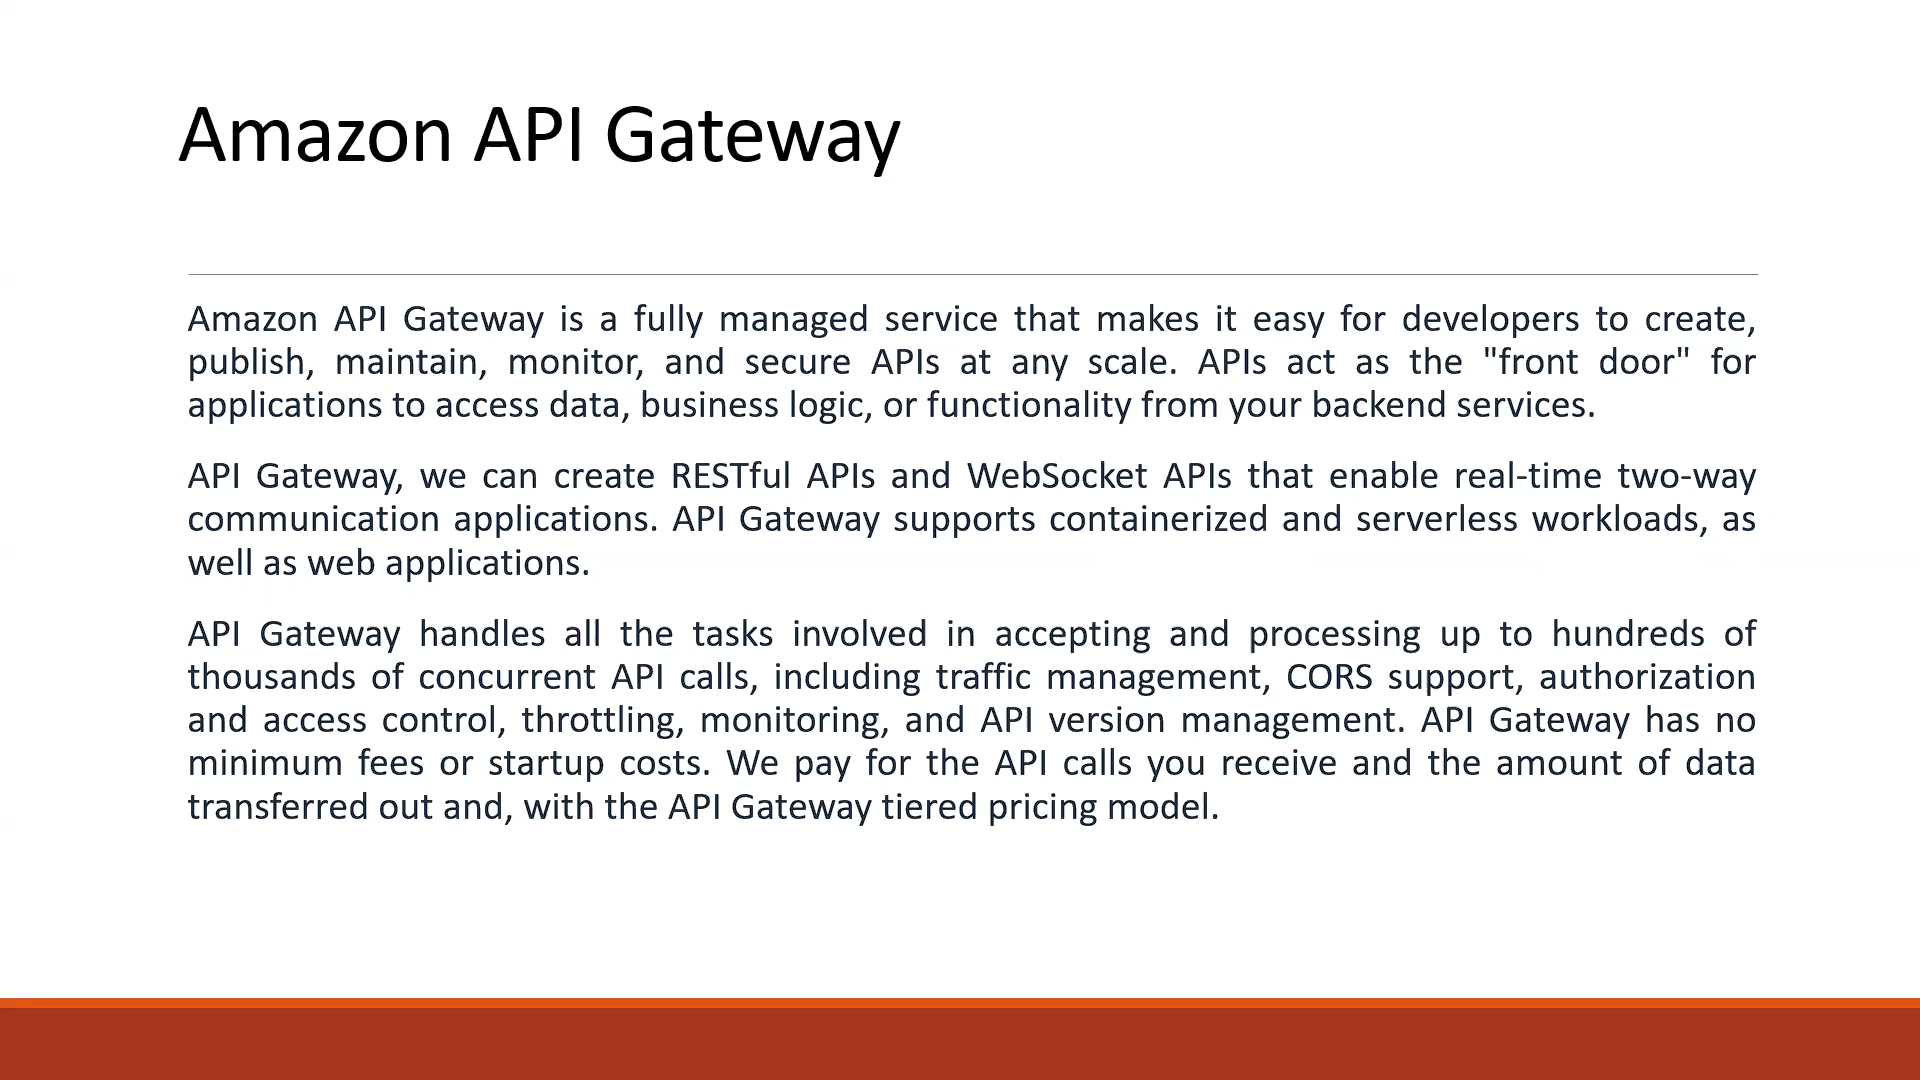 Amazon API Gateway
Amazon API Gateway is a fully managed service that makes it easy for developers to create,
publish, maintain, monitor, and secure APIs at any scale. APIs act as the "front door" for
applications to access data, business logic, or functionality from your backend services.
API Gateway, we can create RESTful APIs and WebSocket APIs that enable real-time two-way
communication applications. API Gateway supports containerized and serverless workloads, as
well as web applications.
API Gateway handles all the tasks involved in accepting and processing up to hundreds of
thousands of concurrent API calls, including traffic management, CORS support, authorization
and access control, throttling, monitoring, and API version management. API Gateway has no
minimum fees or startup costs. We pay for the API calls you receive and the amount of data
transferred out and, with the API Gateway tiered pricing model.